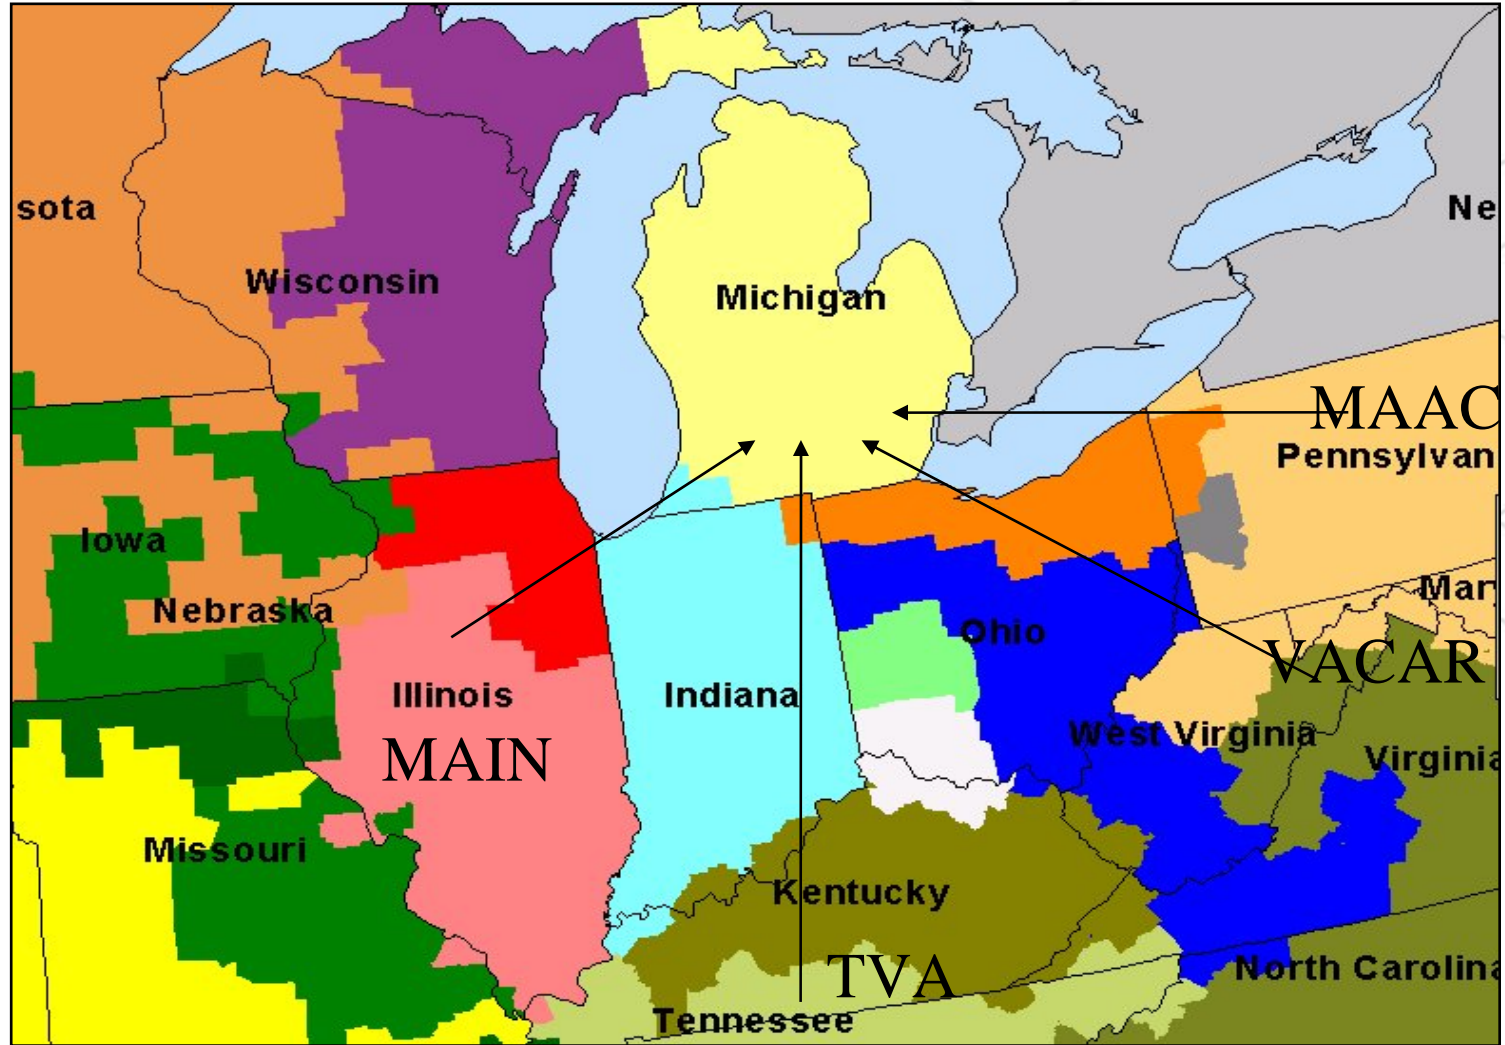 sota
Ne
Wisconsin
Michigan
MAAC
Pennsylvan
Iowa
Nebraska
Mar
Ohio
VACAR
Illinois
Indiana
West Virginia
MAIN
Virginia
Missouri
Kentucky
TVA
North Carolina
Tennessee